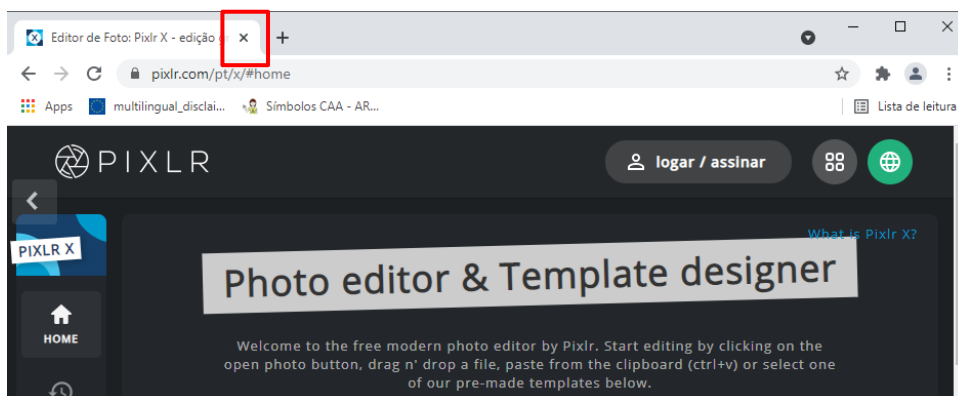 Editor de Foto: Pixlr X - edição gr
pixlr.com/pt/x/#home
Apps multilingual_disclai... Símbolos CAA - AR... Lista de leitura
PIXLR logar / assinar
What is Pixlr X?
PIXLR X
Photo editor & Template designer
HOME
Welcome to the free modern photo editor by Pixlr. Start editing by clicking on the
open photo button, drag n' drop a file, paste from the clipboard (ctrl+v) or select one
of our pre-made templates below.